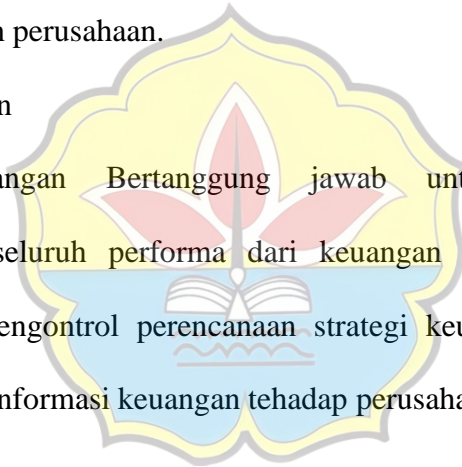 n perusahaan.
n
angan Bertanggung jawab unt
seluruh performa dari keuangan
engontrol perencanaan strategi keu
nformasi keuangan tehadap perusaha